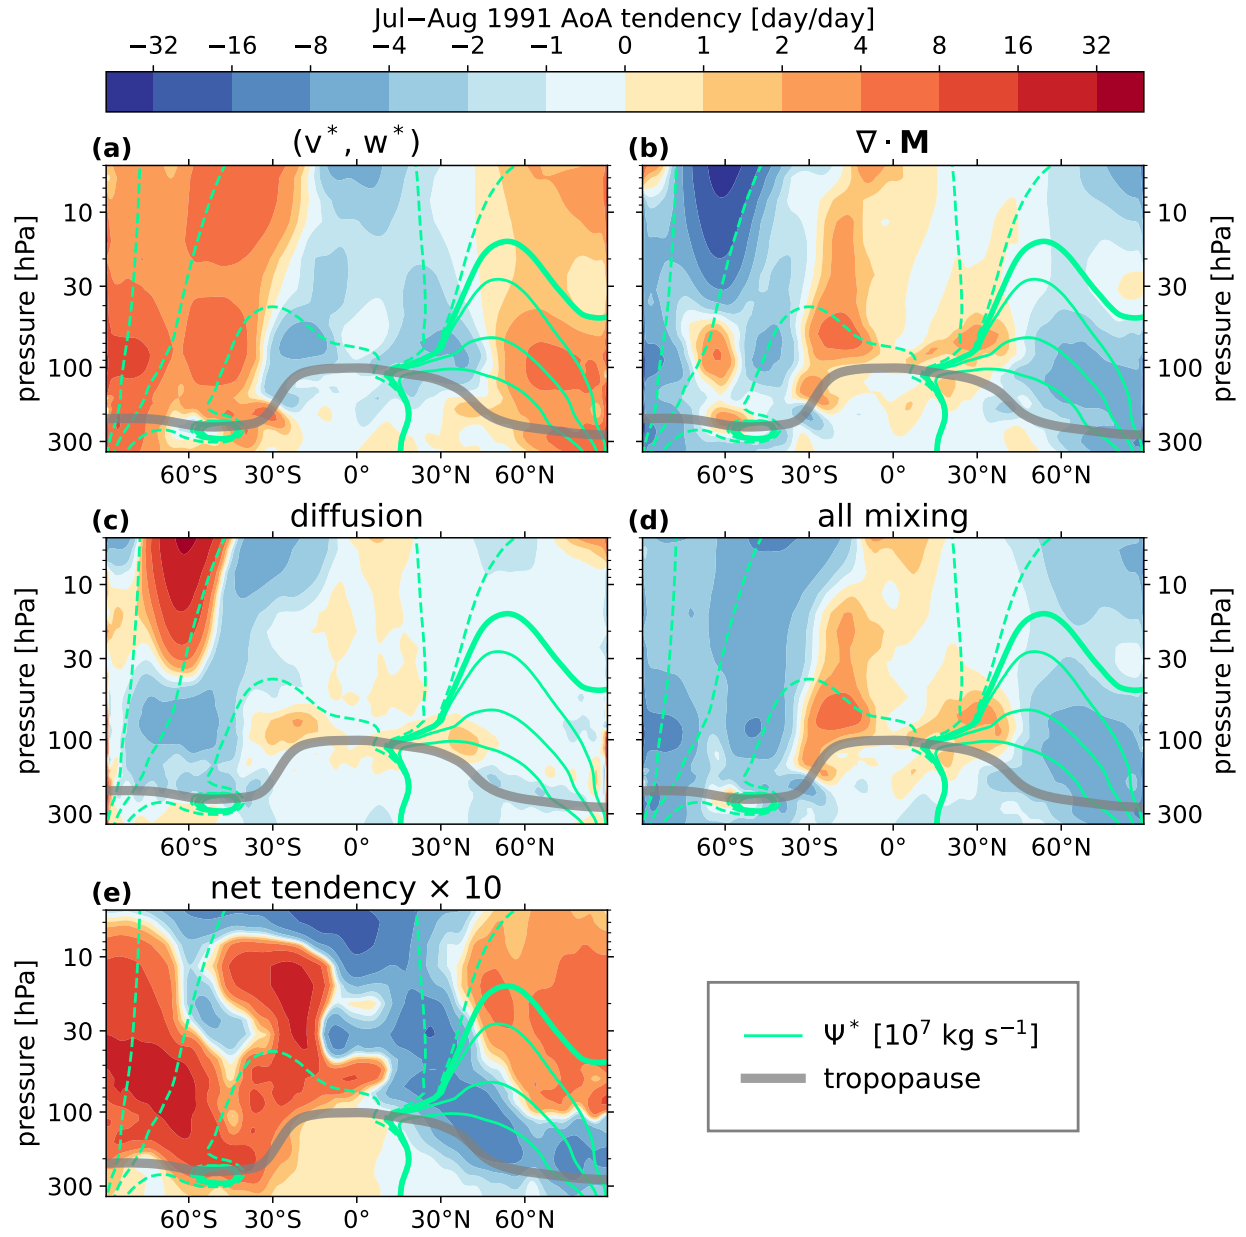 Jul−Aug 1991 AoA tendency [day/day]
−32 −16 −8 −4 −2 −1 0 1 2 4 8 16 32
(a) (v*, w*)
(b) ∇ · M
pressure [hPa]
10
30
100
300
60°S 30°S 0° 30°N 60°N
pressure [hPa]
10
30
100
300
60°S 30°S 0° 30°N 60°N
(c) diffusion
(d) all mixing
pressure [hPa]
10
30
100
300
60°S 30°S 0° 30°N 60°N
pressure [hPa]
10
30
100
300
60°S 30°S 0° 30°N 60°N
(e) net tendency × 10
pressure [hPa]
10
30
100
300
60°S 30°S 0° 30°N 60°N
Ψ* [10⁷ kg s⁻¹]
tropopause